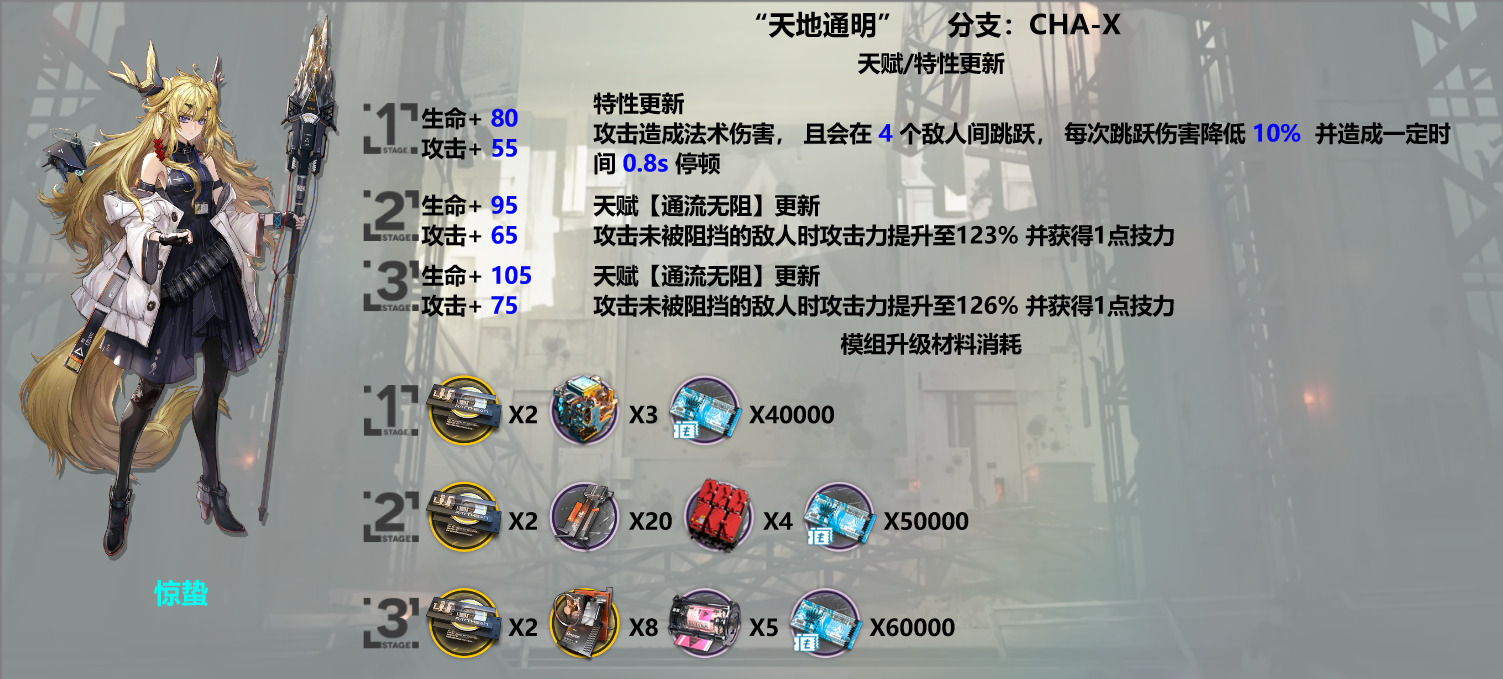 “天地通明” 分支：CHA-X
天赋/特性更新
1 STAGE. 生命+ 80
攻击+ 55
特性更新
攻击造成法术伤害， 且会在 4 个敌人间跳跃， 每次跳跃伤害降低 10% 并造成一定时
间 0.8s 停顿
2 STAGE. 生命+ 95
攻击+ 65
天赋【通流无阻】更新
攻击未被阻挡的敌人时攻击力提升至123% 并获得1点技力
3 STAGE. 生命+ 105
攻击+ 75
天赋【通流无阻】更新
攻击未被阻挡的敌人时攻击力提升至126% 并获得1点技力
模组升级材料消耗
1 STAGE. X2 X3 X40000
2 STAGE. X2 X20 X4 X50000
惊蛰
3 STAGE. X2 X8 X5 X60000